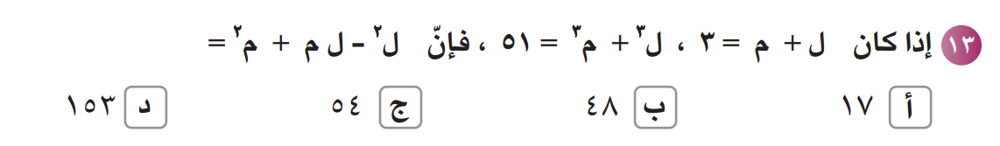 ١٣ إذا كان ل + م = ٣ ، ل٣ + م٣ = ٥١ ، فإنّ ل٢ - ل م + م٢ =
أ ١٧ ب ٤٨ ج ٥٤ د ١٥٣